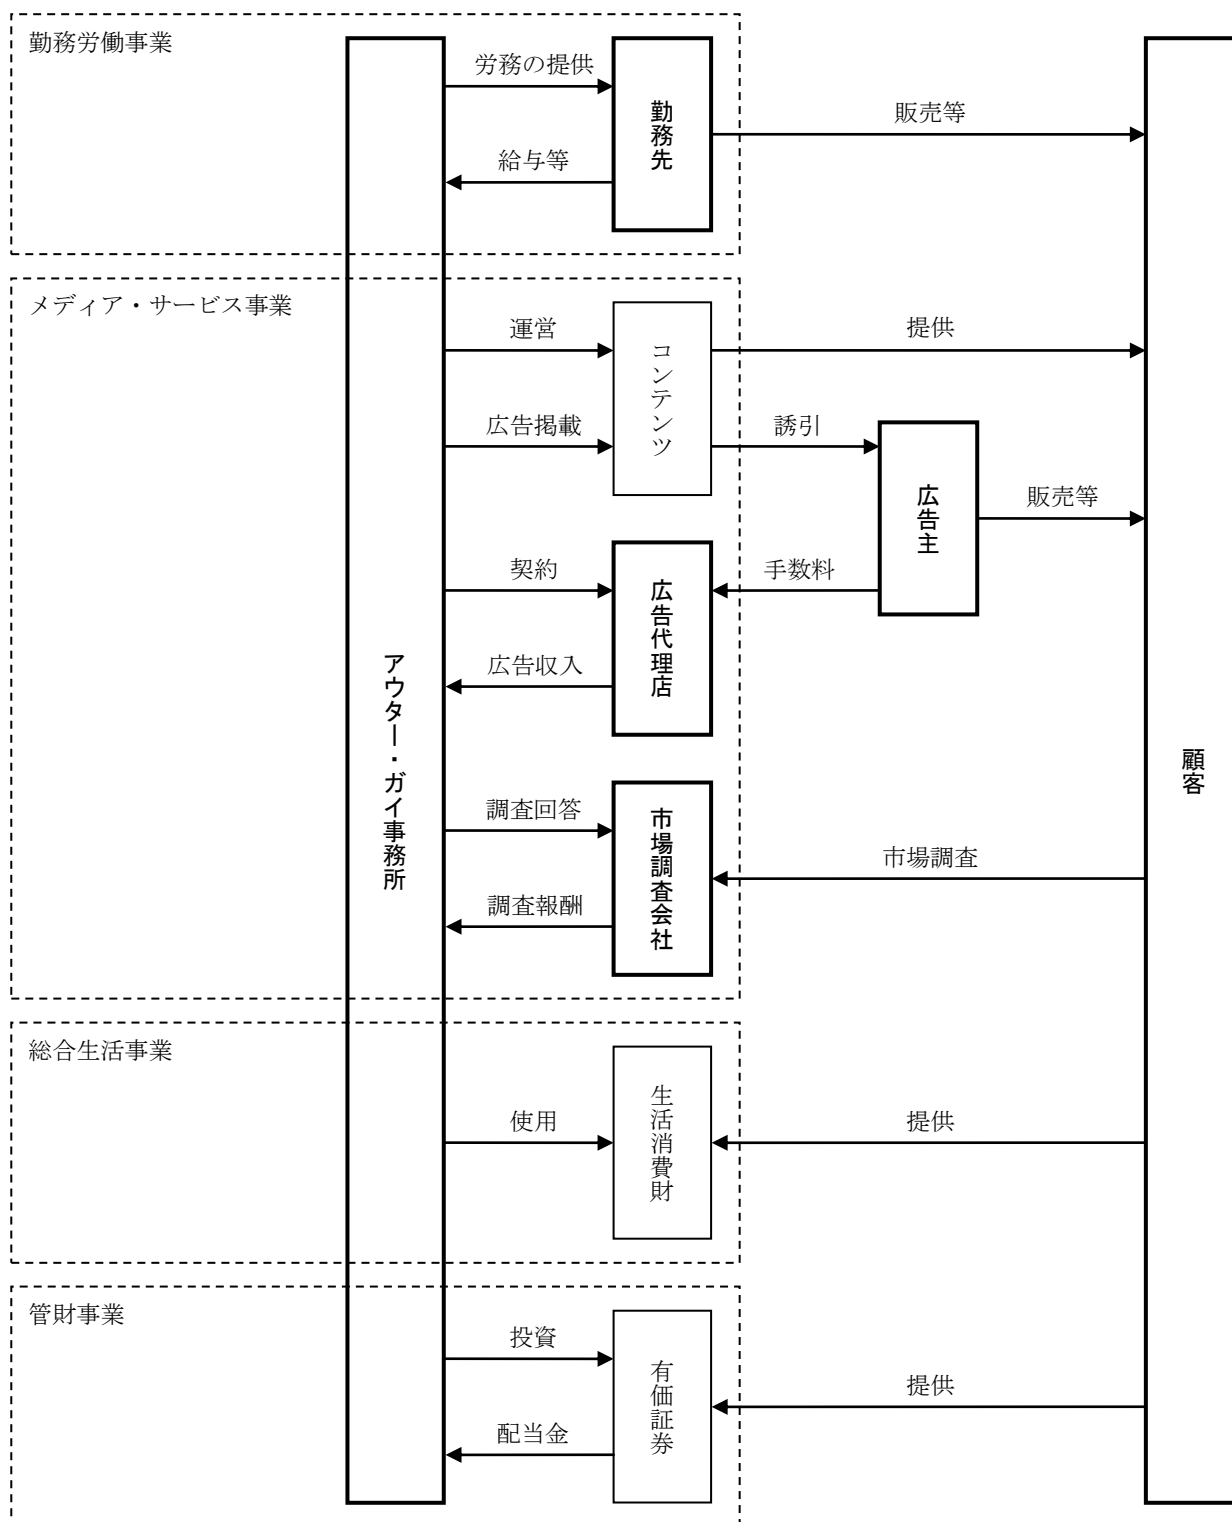 勤務労働事業
労務の提供
勤務先
販売等
給与等
メディア・サービス事業
運営
コンテンツ
提供
広告掲載
誘引
広告主
販売等
契約
広告代理店
手数料
広告収入
アウター・ガイ事務所
顧客
調査回答
市場調査会社
市場調査
調査報酬
総合生活事業
使用
生活消費財
提供
管財事業
投資
有価証券
提供
配当金